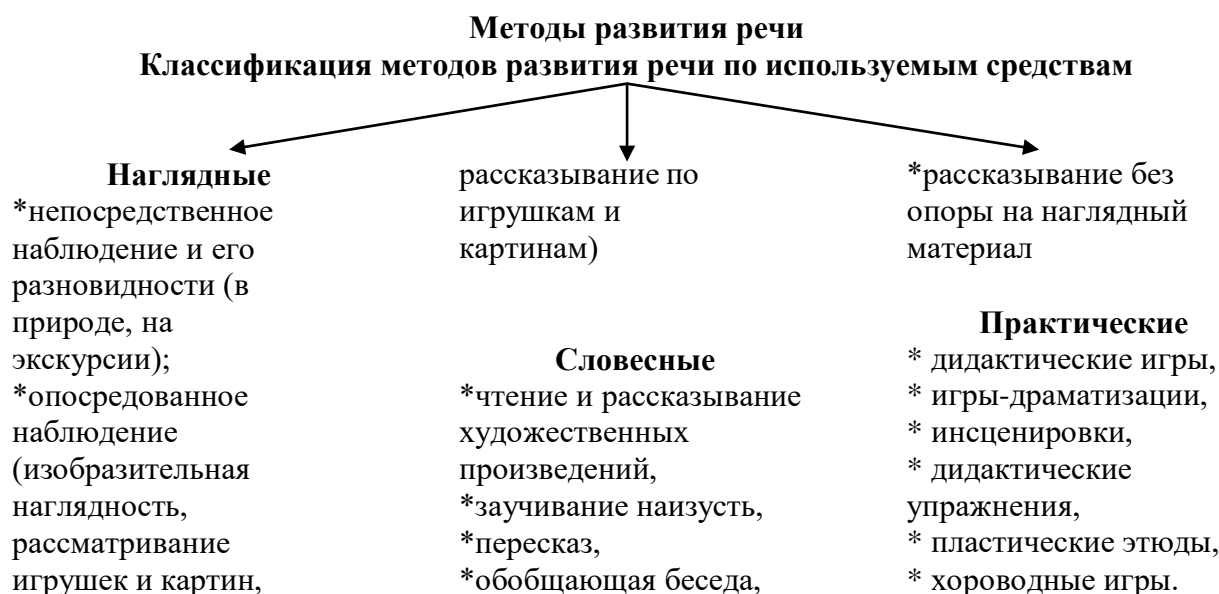 Методы развития речи
Классификация методов развития речи по используемым средствам
Наглядные
*непосредственное
наблюдение и его
разновидности (в
природе, на
экскурсии);
*опосредованное
наблюдение
(изобразительная
наглядность,
рассматривание
игрушек и картин,
рассказывание по
игрушкам и
картинам)
Словесные
*чтение и рассказывание
художественных
произведений,
*заучивание наизусть,
*пересказ,
*обобщающая беседа,
*рассказывание без
опоры на наглядный
материал
Практические
* дидактические игры,
* игры-драматизации,
* инсценировки,
* дидактические
упражнения,
* пластические этюды,
* хороводные игры.